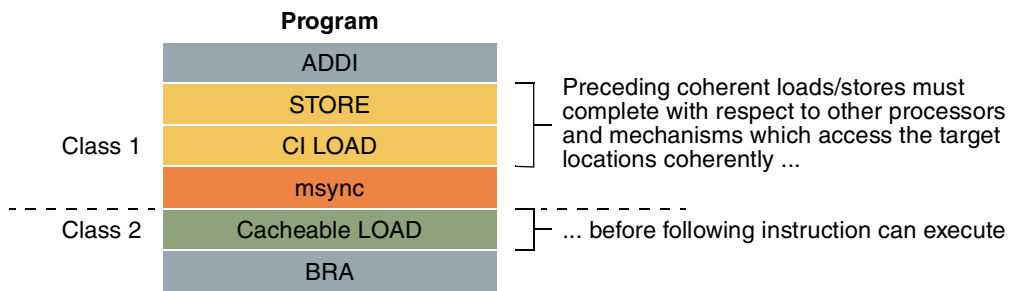 Program
ADDI
STORE
CI LOAD
msync
Cacheable LOAD
BRA
Class 1
Class 2
Preceding coherent loads/stores must
complete with respect to other processors
and mechanisms which access the target
locations coherently ...
... before following instruction can execute